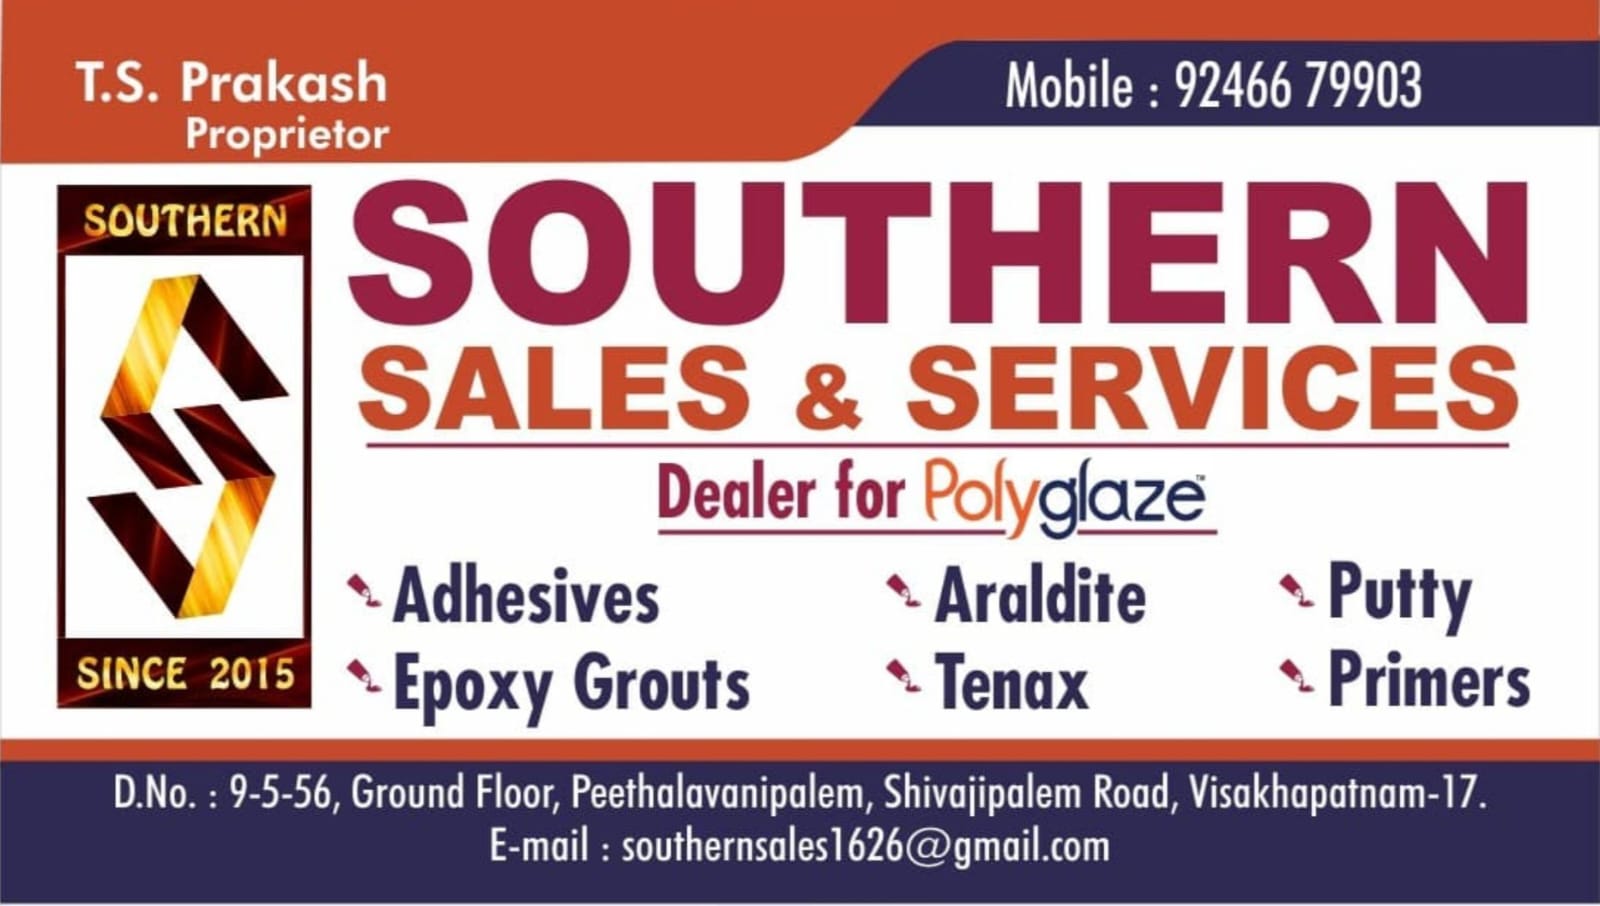 T.S. Prakash
Proprietor
Mobile : 92466 79903
SOUTHERN
SINCE 2015
SOUTHERN
SALES & SERVICES
Dealer for Polyglaze™
Adhesives
Araldite
Putty
Epoxy Grouts
Tenax
Primers
D.No. : 9-5-56, Ground Floor, Peethalavanipalem, Shivajipalem Road, Visakhapatnam-17.
E-mail : southernsales1626@gmail.com